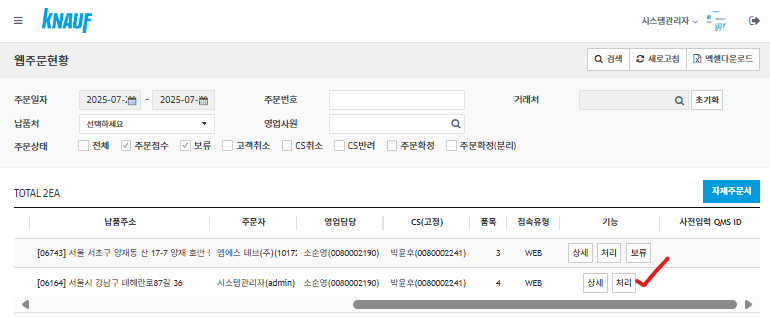 KNAUF
시스템관리자
웹주문현황
검색 새로고침 엑셀다운로드
주문일자 2025-07-2 - 2025-07- 주문번호 거래처 초기화
납품처 선택하세요 영업사원
주문상태 전체 주문접수 보류 고객취소 CS취소 CS반려 주문확정 주문확정(분리)
TOTAL 2EA 자재주문서
납품주소 주문자 영업담당 CS(고정) 품목 접속유형 기능 사전입력 QMS ID
[06743] 서울 서초구 양재동 산 17-7 양재 호반 엠에스 테브(주)(10172 소순영(0080002190) 박윤후(0080002241) 3 WEB 상세 처리 보류
[06164] 서울시 강남구 테헤란로87길 36 시스템관리자(admin) 소순영(0080002190) 박윤후(0080002241) 4 WEB 상세 처리